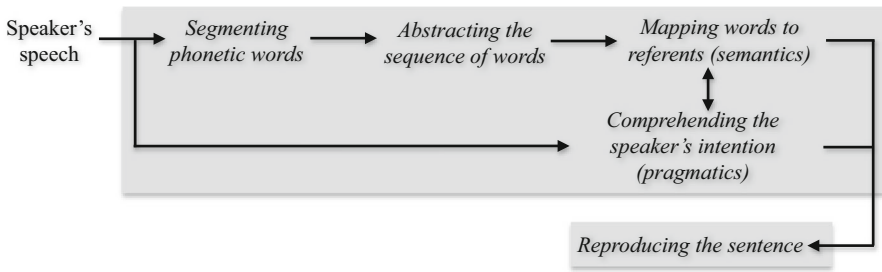 Speaker's
speech
Segmenting
phonetic words
Abstracting the
sequence of words
Mapping words to
referents (semantics)
Comprehending the
speaker's intention
(pragmatics)
Reproducing the sentence